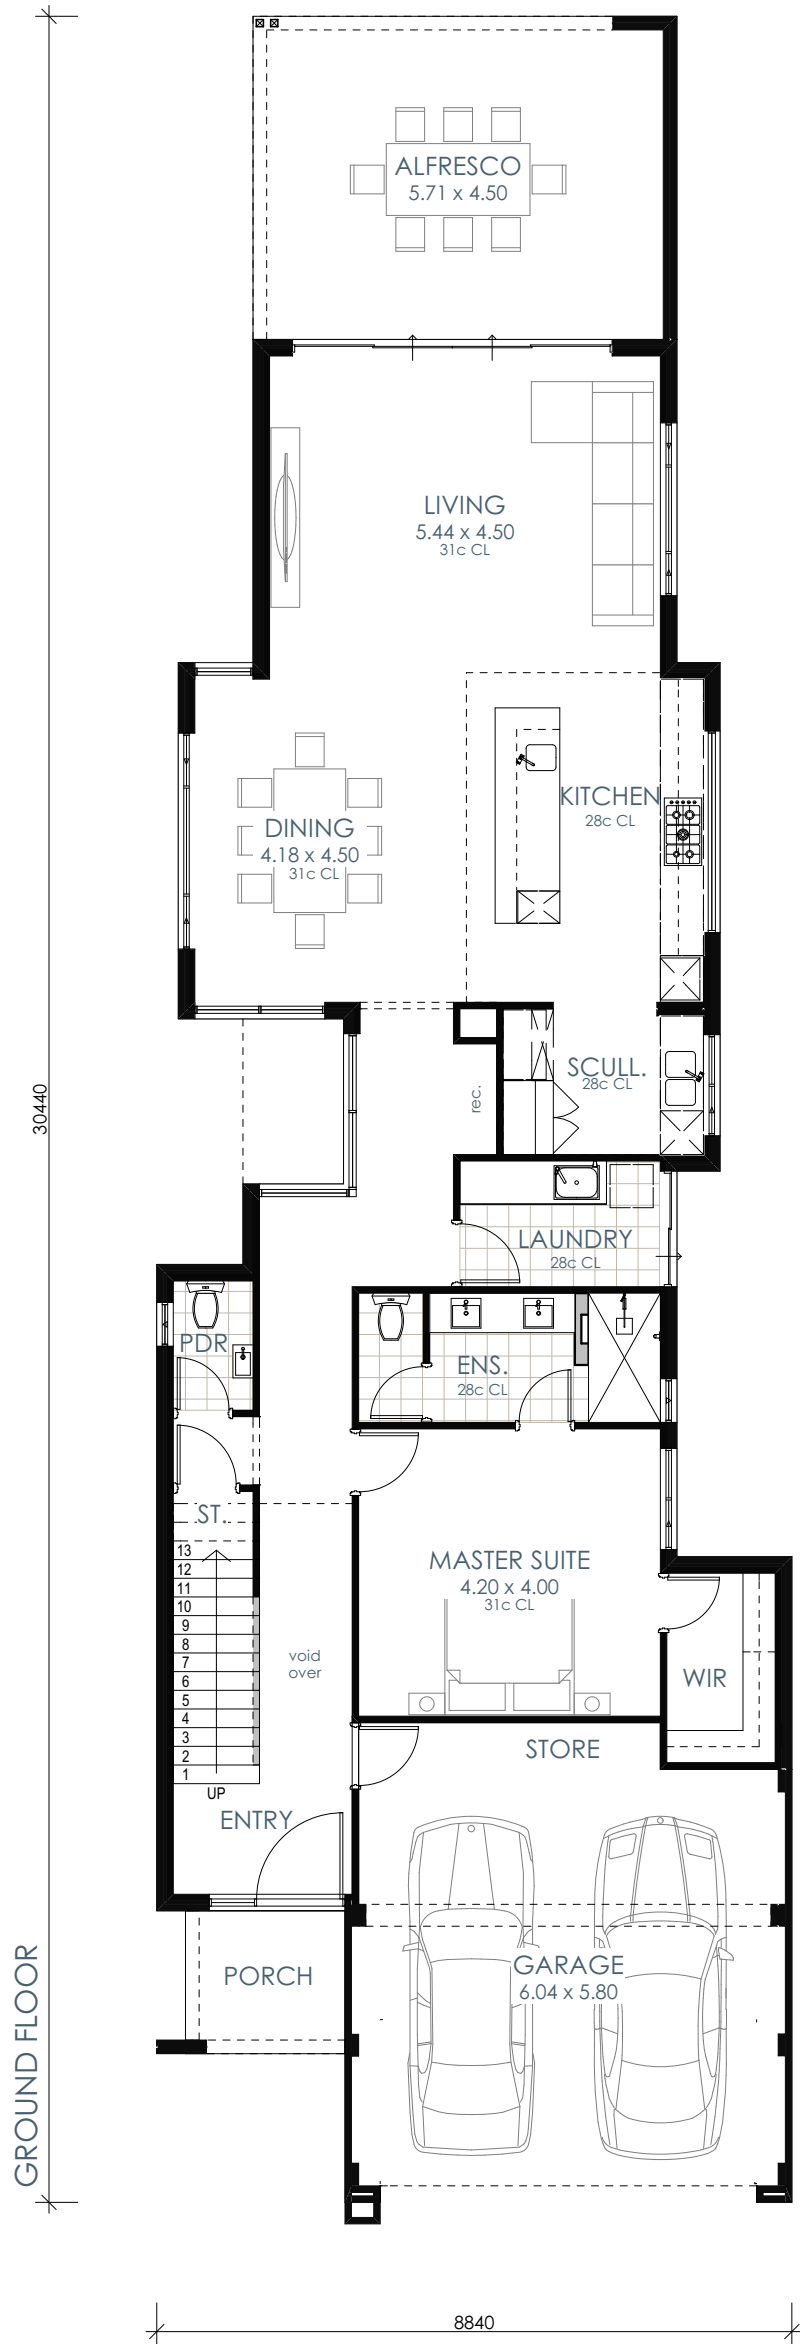 ALFRESCO
5.71 x 4.50
LIVING
5.44 x 4.50
31c CL
KITCHEN
28c CL
DINING
4.18 x 4.50
31c CL
SCULL.
28c CL
rec.
30440
LAUNDRY
28c CL
PDR
ENS.
28c CL
ST.
13
12
11
10
9
8
7
6
5
4
3
2
1
UP
MASTER SUITE
4.20 x 4.00
31c CL
void
over
WIR
STORE
ENTRY
PORCH
GARAGE
6.04 x 5.80
GROUND FLOOR
8840